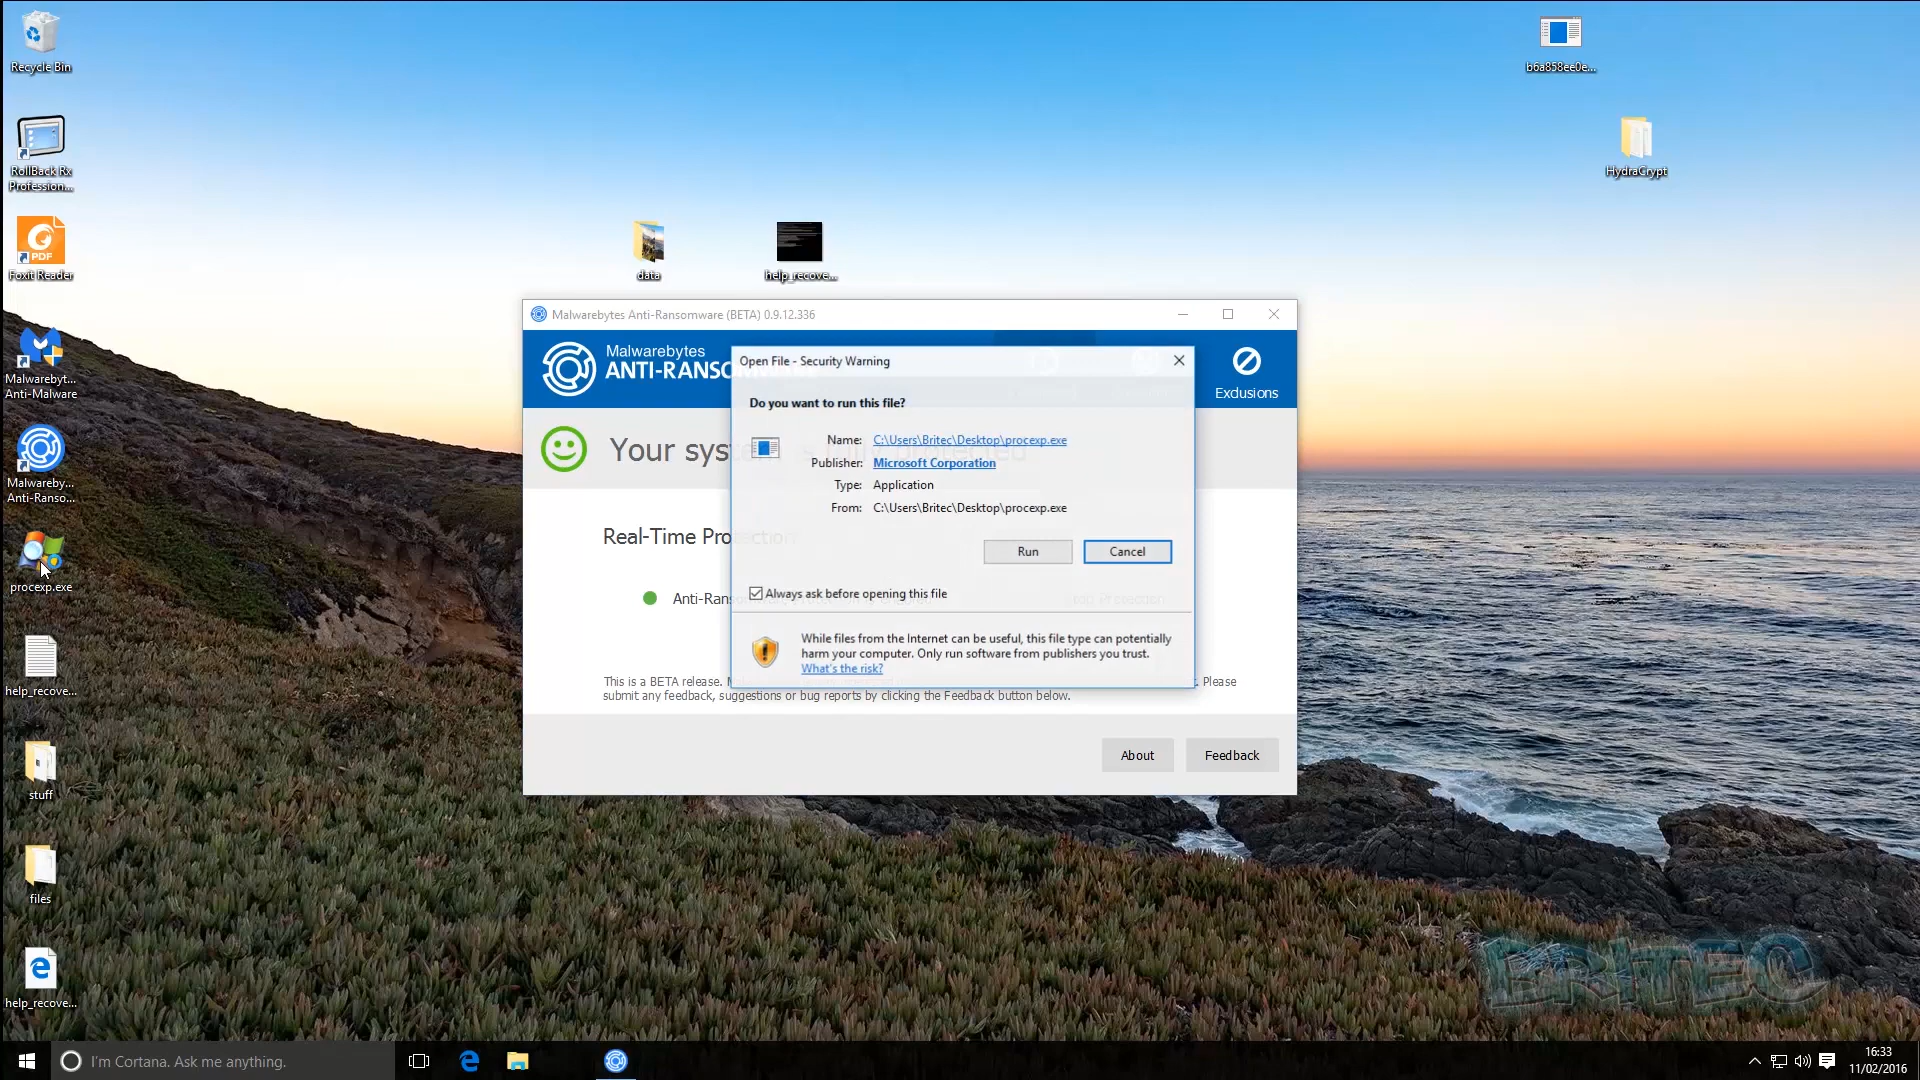 Recycle Bin
RollBack Rx
Profession...
Foxit Reader
PDF
Malwarebyt...
Anti-Malware
Malwareby...
Anti-Ranso...
procexp.exe
help_recove...
stuff
files
help_recove...
data
help_recove...
b6a858ee0e...
HydraCrypt
Malwarebytes Anti-Ransomware (BETA) 0.9.12.336
Malwarebytes
ANTI-RANSO
Exclusions
Your sys
Real-Time Protection
Anti-Ran
This is a BETA release.
Please
submit any feedback, suggestions or bug reports by clicking the Feedback button below.
About
Feedback
Open File - Security Warning
Do you want to run this file?
Name: C:\Users\Britec\Desktop\procexp.exe
Publisher: Microsoft Corporation
Type: Application
From: C:\Users\Britec\Desktop\procexp.exe
Run
Cancel
Always ask before opening this file
While files from the Internet can be useful, this file type can potentially
harm your computer. Only run software from publishers you trust.
What's the risk?
BRITEC
I'm Cortana. Ask me anything.
16:33
11/02/2016